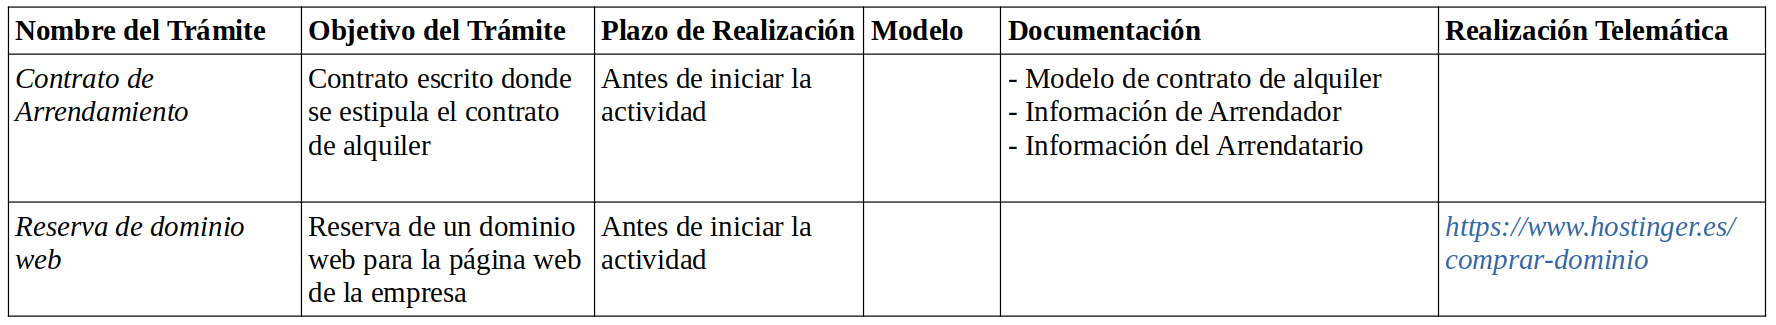 Nombre del Trámite
Objetivo del Trámite
Plazo de Realización
Modelo
Documentación
Realización Telemática
Contrato de
Arrendamiento
Contrato escrito donde
se estipula el contrato
de alquiler
Antes de iniciar la
actividad
- Modelo de contrato de alquiler
- Información de Arrendador
- Información del Arrendatario
Reserva de dominio
web
Reserva de un dominio
web para la página web
de la empresa
Antes de iniciar la
actividad
https://www.hostinger.es/
comprar-dominio